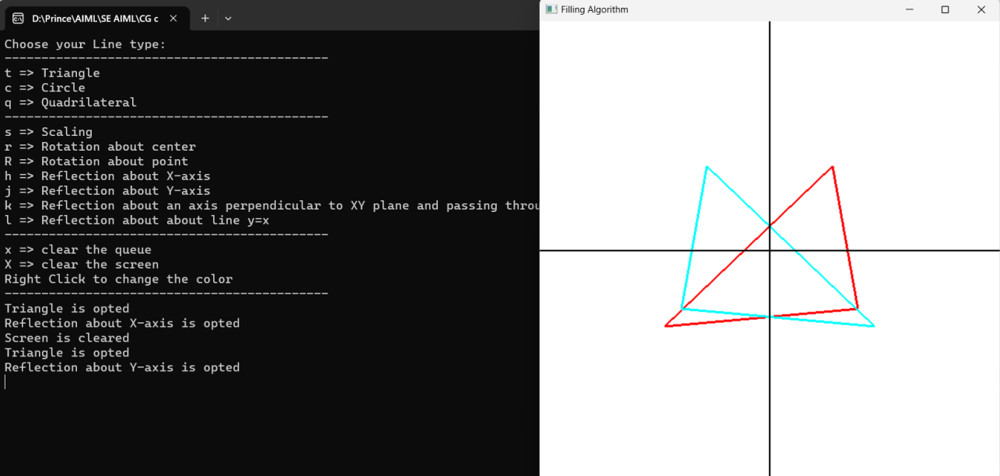 D:\Prince\AIML\SE AIML\CG c
Choose your Line type:
--------------------------------------------
t => Triangle
c => Circle
q => Quadrilateral
--------------------------------------------
s => Scaling
r => Rotation about center
R => Rotation about point
h => Reflection about X-axis
j => Reflection about Y-axis
k => Reflection about an axis perpendicular to XY plane and passing throu
l => Reflection about about line y=x
--------------------------------------------
x => clear the queue
X => clear the screen
Right Click to change the color
--------------------------------------------
Triangle is opted
Reflection about X-axis is opted
Screen is cleared
Triangle is opted
Reflection about Y-axis is opted
Filling Algorithm